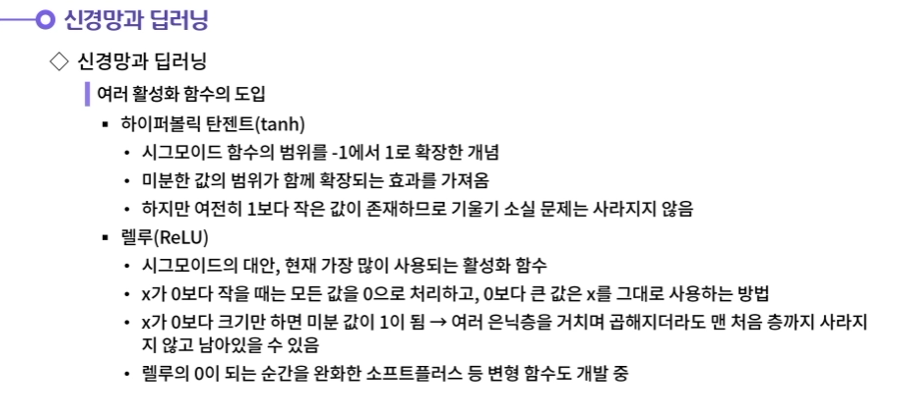 신경망과 딥러닝
◇ 신경망과 딥러닝
여러 활성화 함수의 도입
▪ 하이퍼볼릭 탄젠트(tanh)
• 시그모이드 함수의 범위를 -1에서 1로 확장한 개념
• 미분한 값의 범위가 함께 확장되는 효과를 가져옴
• 하지만 여전히 1보다 작은 값이 존재하므로 기울기 소실 문제는 사라지지 않음
▪ 렐루(ReLU)
• 시그모이드의 대안, 현재 가장 많이 사용되는 활성화 함수
• x가 0보다 작을 때는 모든 값을 0으로 처리하고, 0보다 큰 값은 x를 그대로 사용하는 방법
• x가 0보다 크기만 하면 미분 값이 1이 됨 → 여러 은닉층을 거치며 곱해지더라도 맨 처음 층까지 사라지
지 않고 남아있을 수 있음
• 렐루의 0이 되는 순간을 완화한 소프트플러스 등 변형 함수도 개발 중